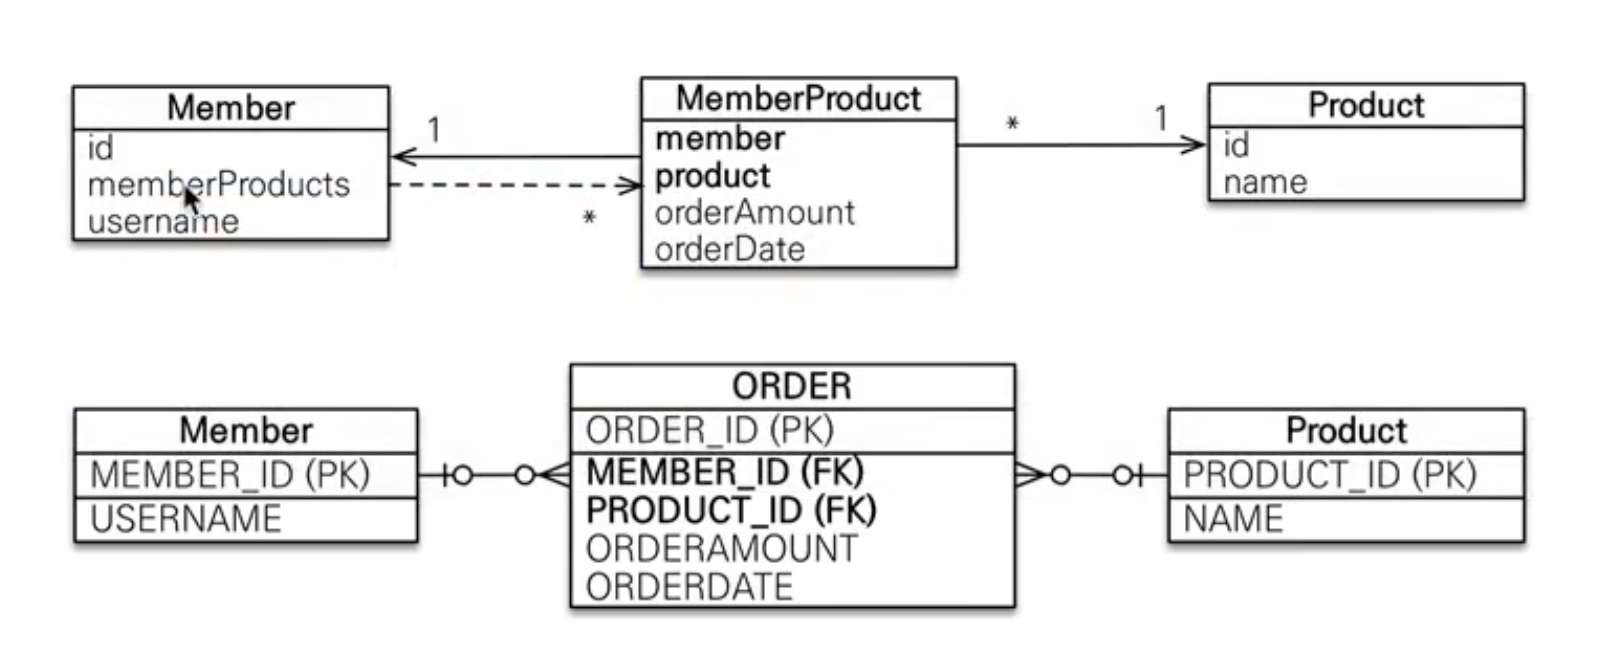 Member
id
memberProducts
username
1
*
MemberProduct
member
product
orderAmount
orderDate
*
1
Product
id
name
Member
MEMBER_ID (PK)
USERNAME
ORDER
ORDER_ID (PK)
MEMBER_ID (FK)
PRODUCT_ID (FK)
ORDERAMOUNT
ORDERDATE
Product
PRODUCT_ID (PK)
NAME